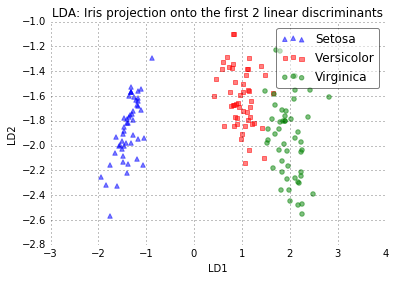 LDA: Iris projection onto the first 2 linear discriminants
−1.0
−1.2
−1.4
−1.6
−1.8
−2.0
−2.2
−2.4
−2.6
−2.8
LD2
Setosa
Versicolor
Virginica
−3 −2 −1 0 1 2 3 4
LD1